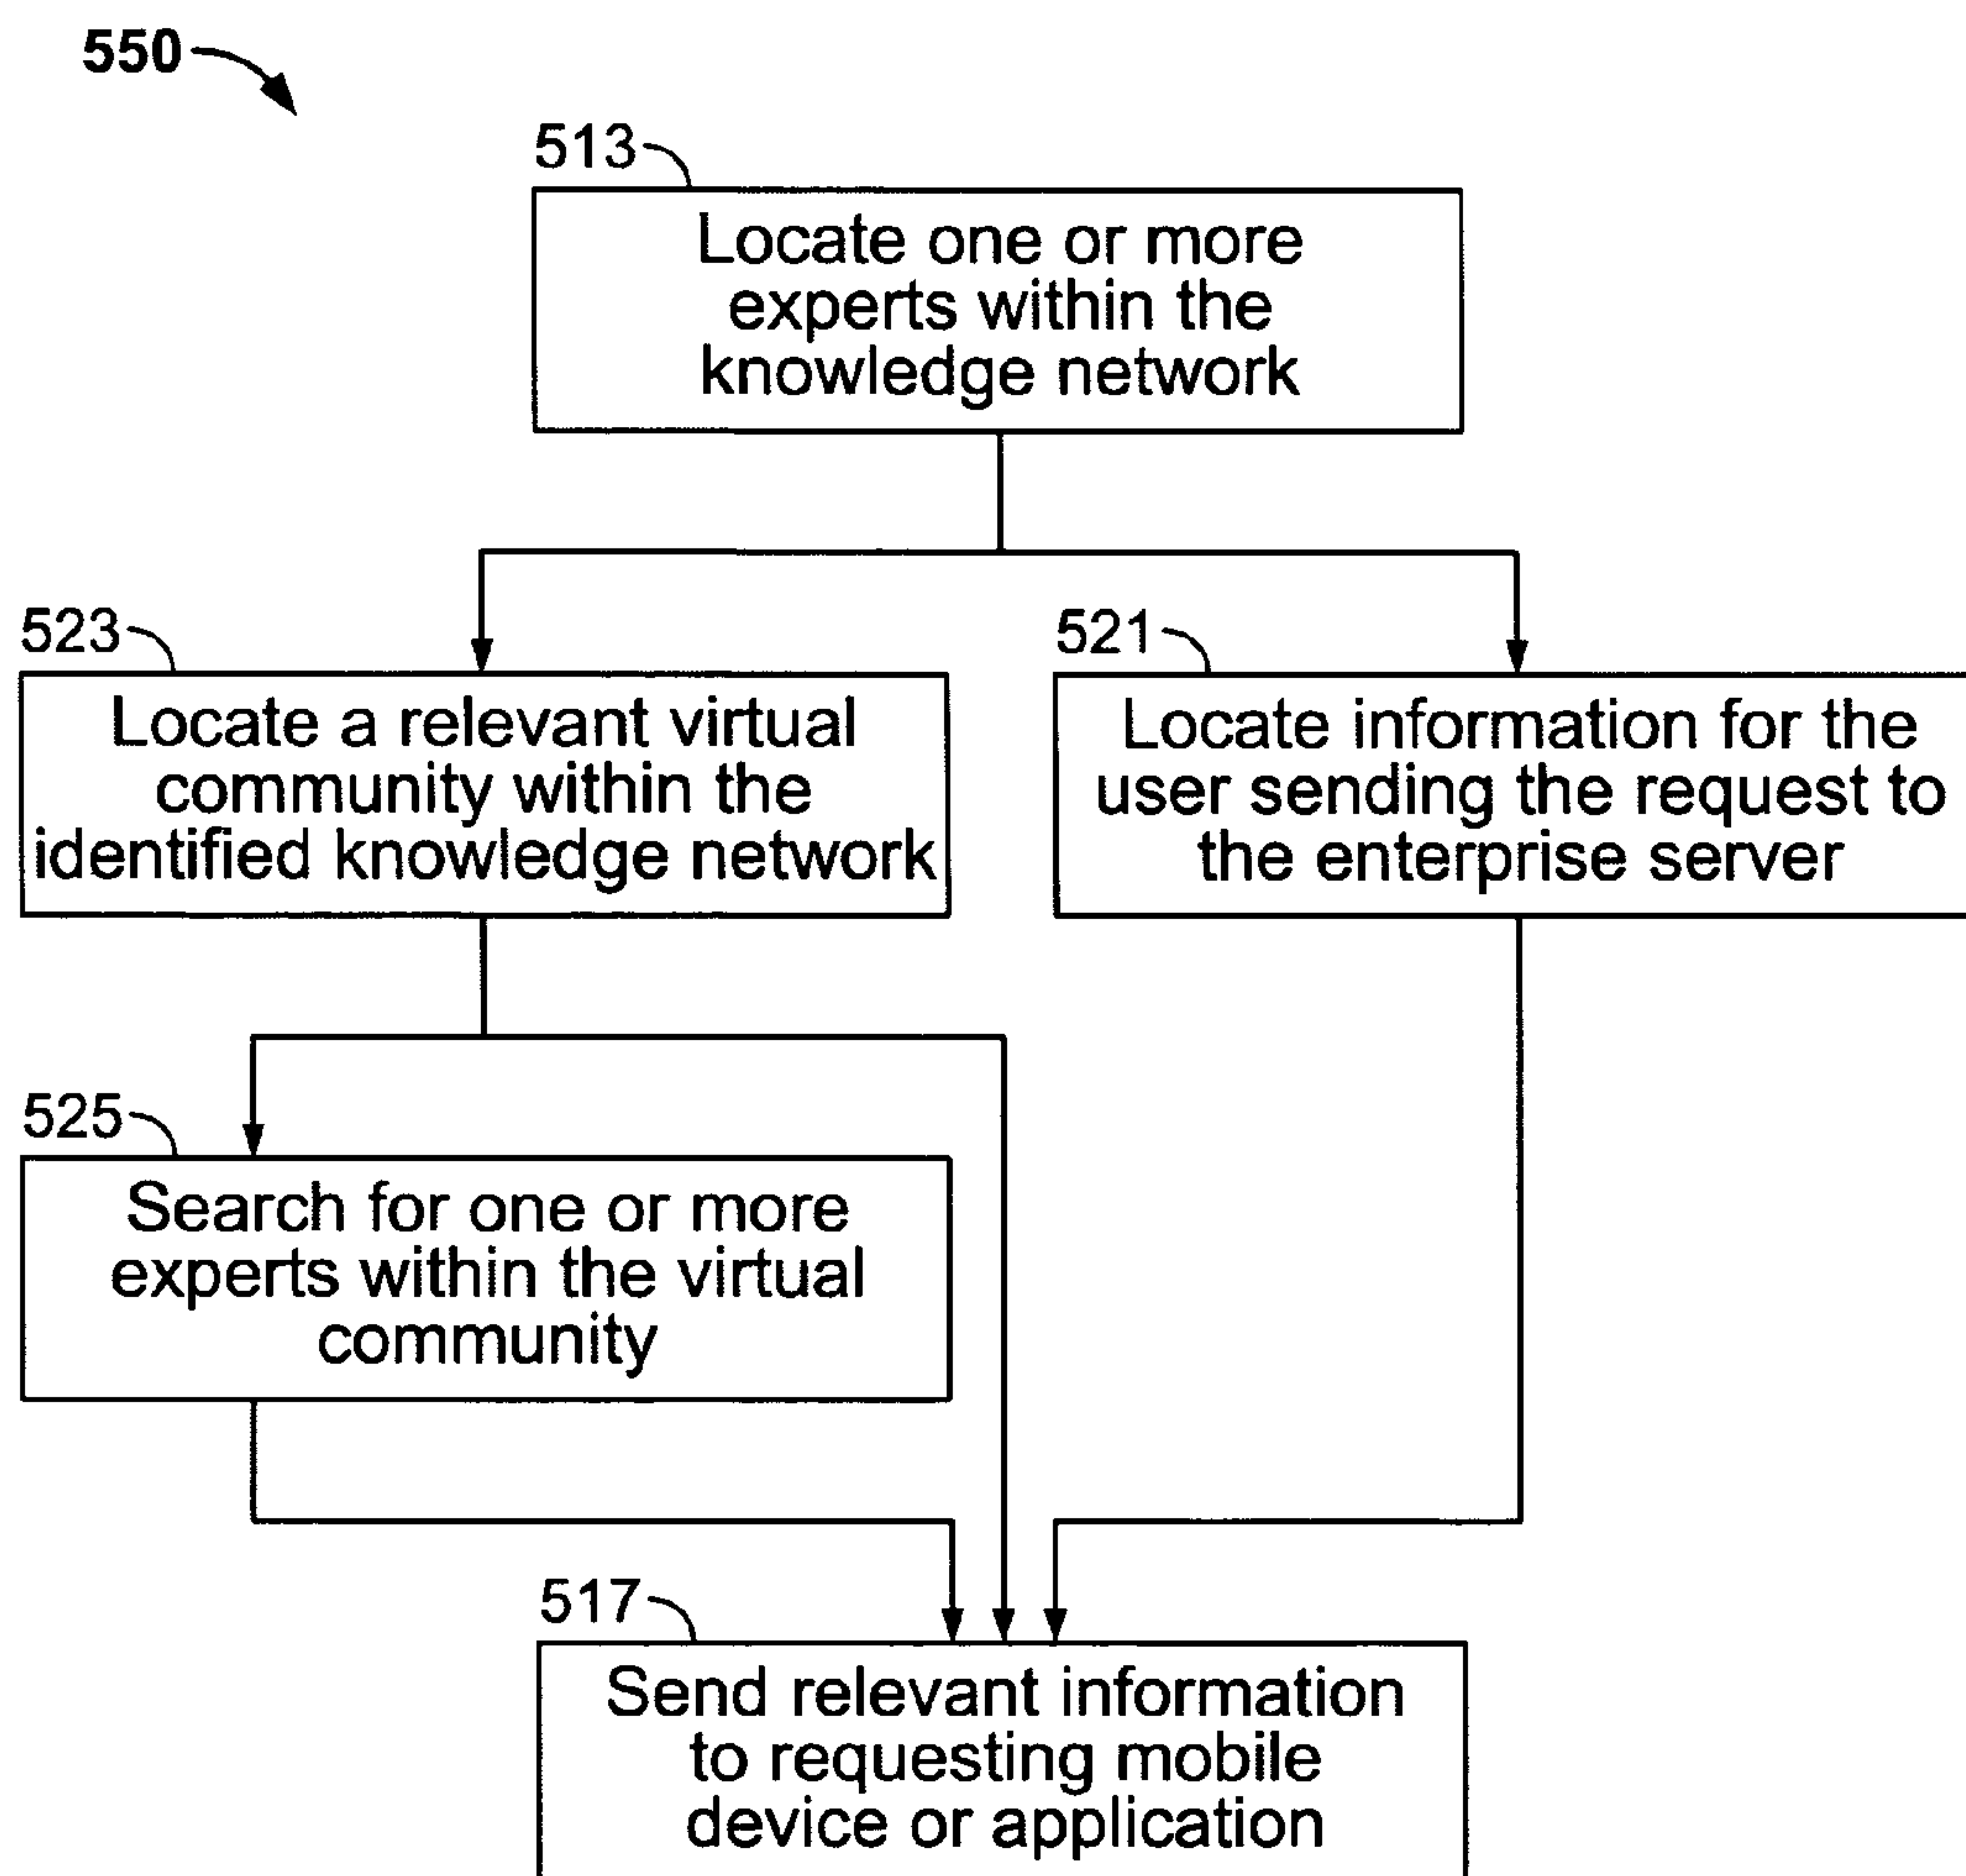 550
513
Locate one or more
experts within the
knowledge network
523
Locate a relevant virtual
community within the
identified knowledge network
521
Locate information for the
user sending the request to
the enterprise server
525
Search for one or more
experts within the virtual
community
517
Send relevant information
to requesting mobile
device or application